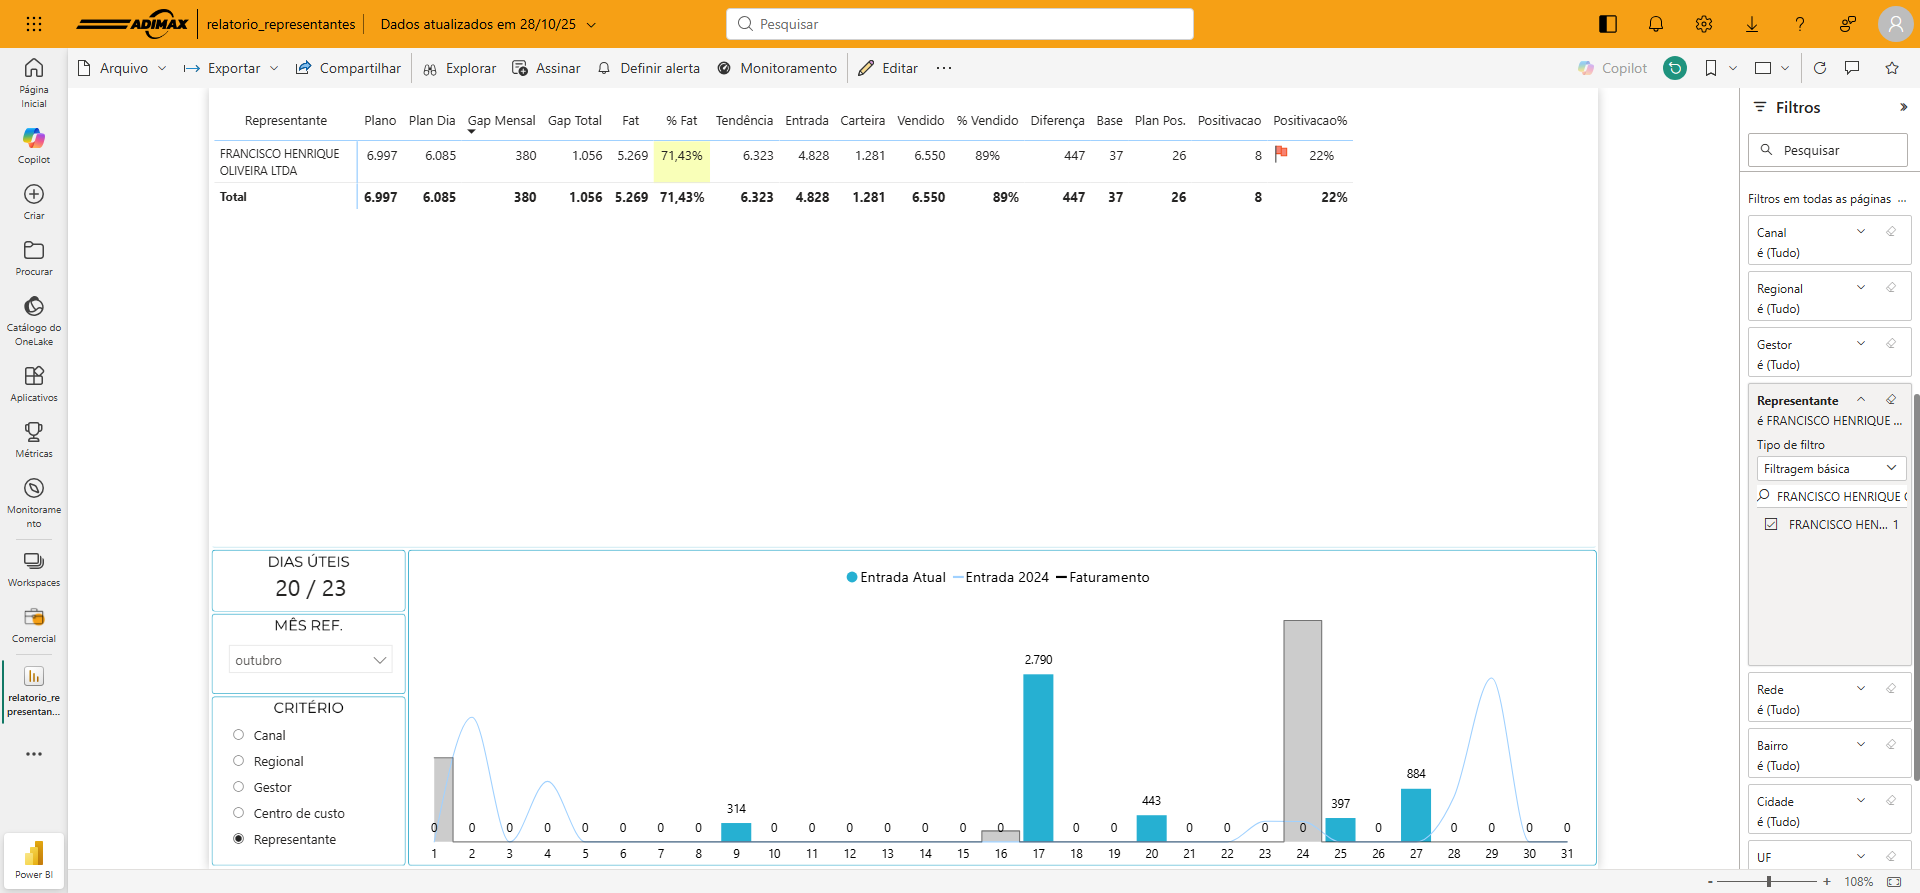 ADIMAX
relatorio_representantes
Dados atualizados em 28/10/25
Pesquisar
Arquivo
Exportar
Compartilhar
Explorar
Assinar
Definir alerta
Monitoramento
Editar
Copilot
Página
Inicial
Copilot
Criar
Procurar
Catálogo do
OneLake
Aplicativos
Métricas
Monitorame
nto
Workspaces
Comercial
relatorio_re
presentan...
Power BI
Representante Plano Plan Dia Gap Mensal Gap Total Fat % Fat Tendência Entrada Carteira Vendido % Vendido Diferença Base Plan Pos. Positivacao Positivacao%
FRANCISCO HENRIQUE
OLIVEIRA LTDA
6.997 6.085 380 1.056 5.269 71,43% 6.323 4.828 1.281 6.550 89% 447 37 26 8 22%
Total 6.997 6.085 380 1.056 5.269 71,43% 6.323 4.828 1.281 6.550 89% 447 37 26 8 22%
DIAS ÚTEIS
20 / 23
MÊS REF.
outubro
CRITÉRIO
Canal
Regional
Gestor
Centro de custo
Representante
Entrada Atual Entrada 2024 Faturamento
0 0 0 0 0 0 0 0 314 0 0 0 0 0 0 0 2.790 0 0 443 0 0 0 0 397 0 884 0 0 0 0
1 2 3 4 5 6 7 8 9 10 11 12 13 14 15 16 17 18 19 20 21 22 23 24 25 26 27 28 29 30 31
Filtros
Pesquisar
Filtros em todas as páginas ...
Canal
é (Tudo)
Regional
é (Tudo)
Gestor
é (Tudo)
Representante
é FRANCISCO HENRIQUE ...
Tipo de filtro
Filtragem básica
FRANCISCO HENRIQUE
FRANCISCO HEN... 1
Rede
é (Tudo)
Bairro
é (Tudo)
Cidade
é (Tudo)
UF
- + 108%